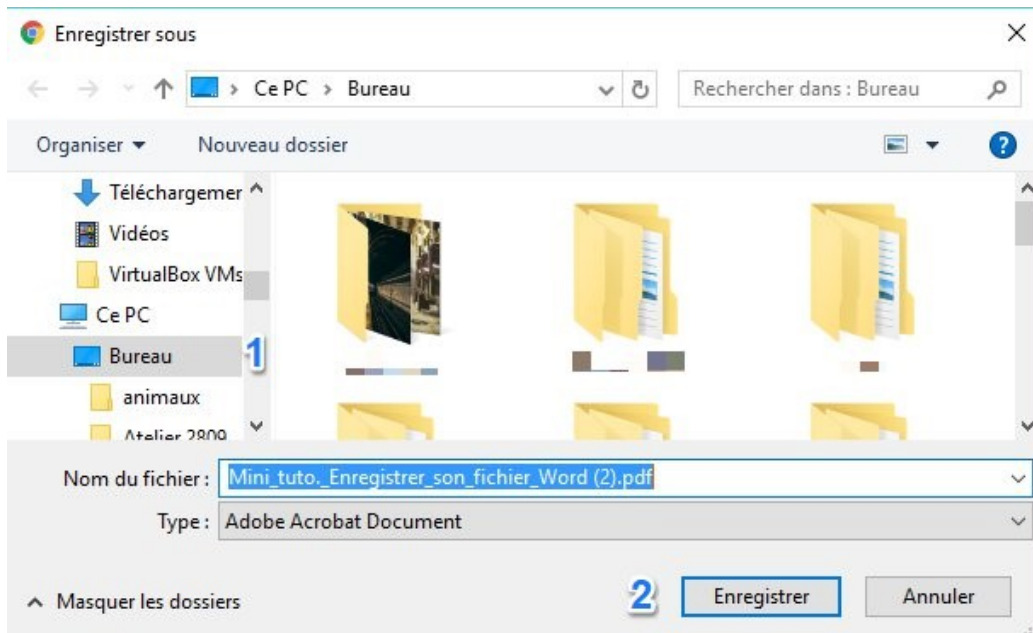 Enregistrer sous
Ce PC > Bureau
Rechercher dans : Bureau
Organiser
Nouveau dossier
Téléchargemer
Vidéos
VirtualBox VMs
Ce PC
Bureau
1
animaux
Atelier 2809
Nom du fichier :
Mini_tuto._Enregistrer_son_fichier_Word (2).pdf
Type :
Adobe Acrobat Document
Masquer les dossiers
2
Enregistrer
Annuler